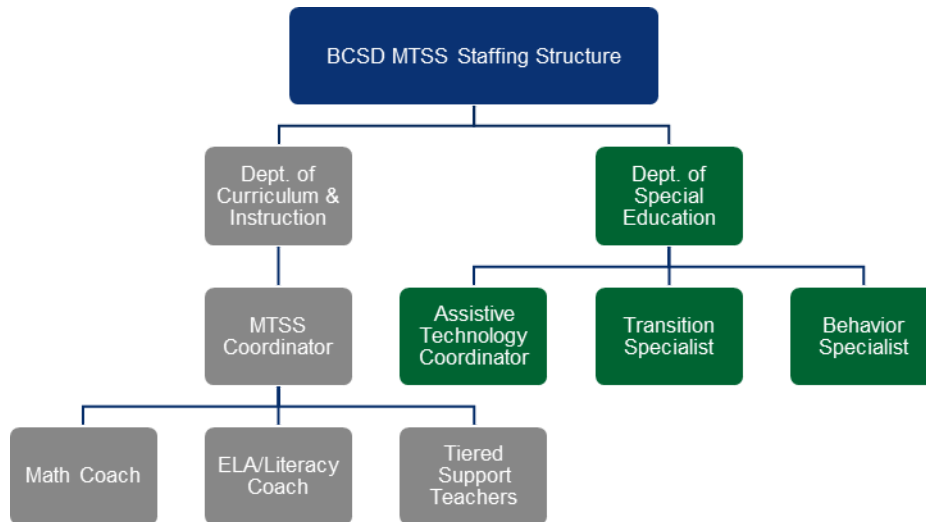 BCSD MTSS Staffing Structure
Dept. of
Curriculum &
Instruction
Dept. of
Special
Education
MTSS
Coordinator
Assistive
Technology
Coordinator
Transition
Specialist
Behavior
Specialist
Math Coach
ELA/Literacy
Coach
Tiered
Support
Teachers